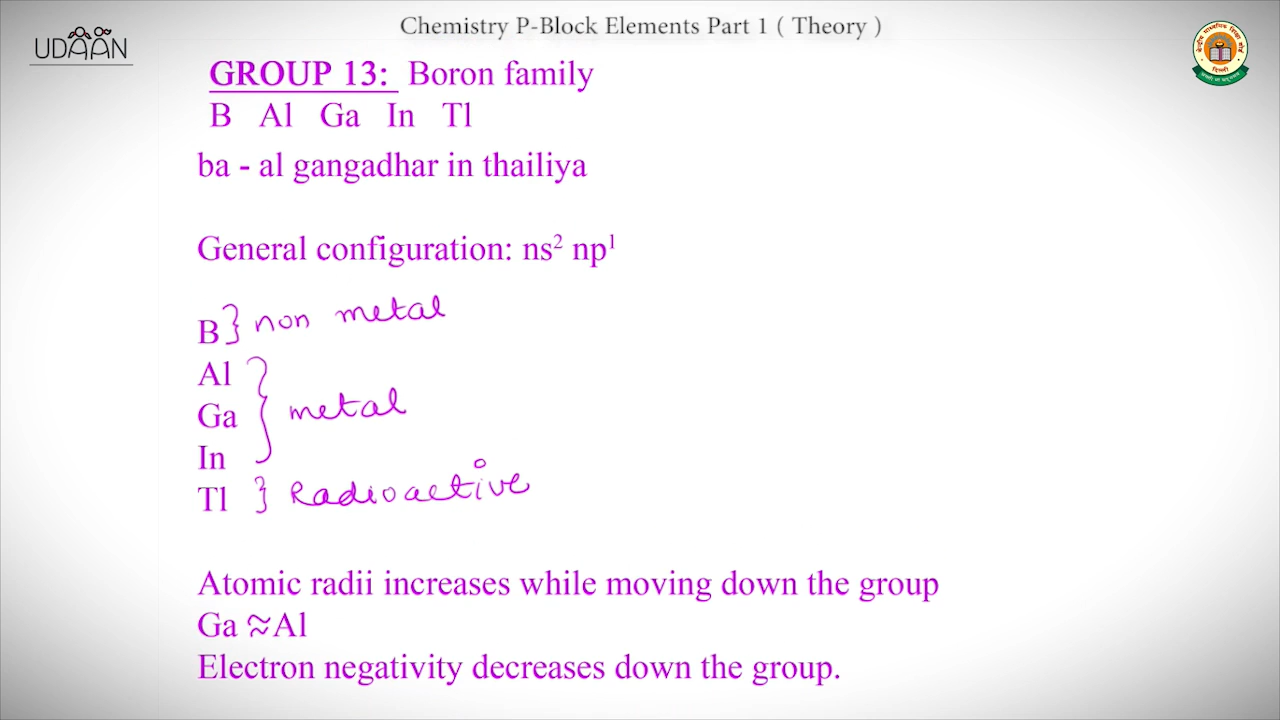 Chemistry P-Block Elements Part 1 ( Theory )
UDAAN
GROUP 13: Boron family
B Al Ga In Tl
ba - al gangadhar in thailiya
General configuration: ns² np¹
B } non metal
Al
Ga } metal
In
Tl } Radioactive
Atomic radii increases while moving down the group
Ga ≈ Al
Electron negativity decreases down the group.